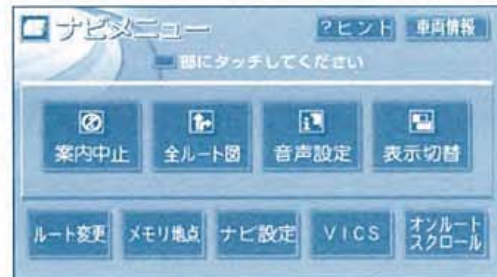 ナビメニュー ?ヒント 車両情報
部にタッチしてください
案内中止 全ルート図 音声設定 表示切替
ルート変更 メモリ地点 ナビ設定 VICS オンルート
スクロール